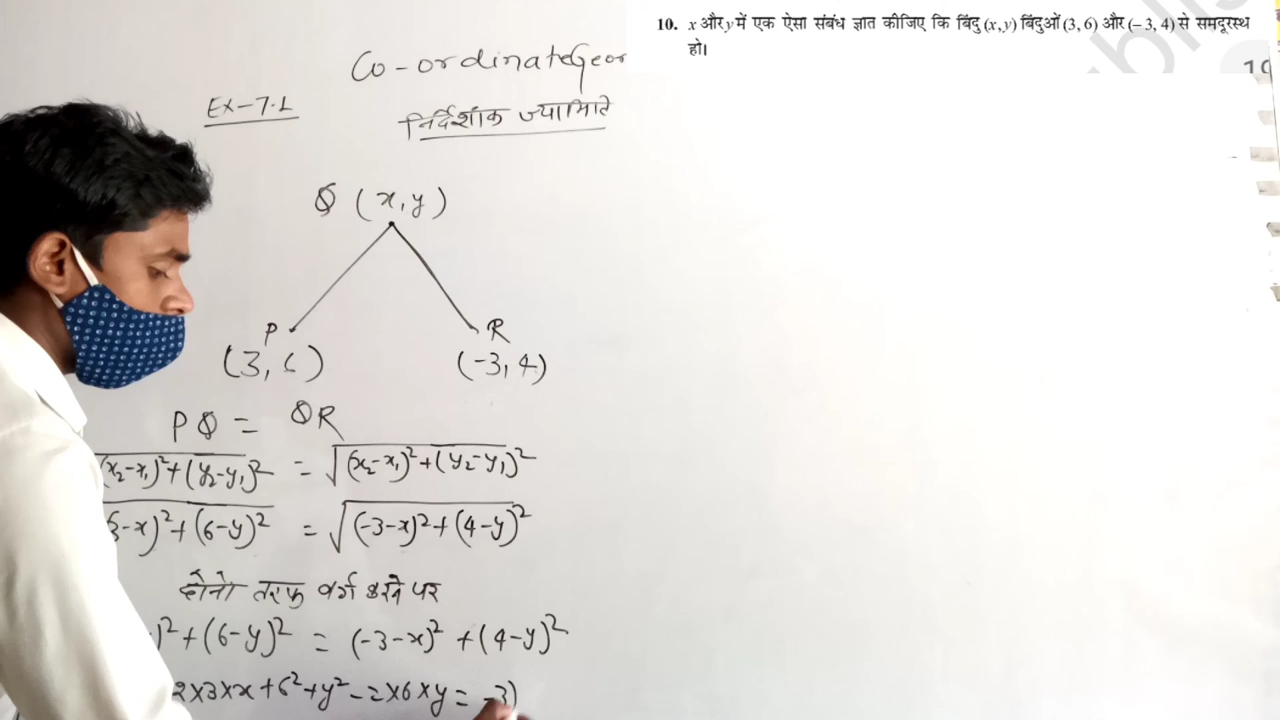 10. x और y में एक ऐसा संबंध ज्ञात कीजिए कि बिंदु (x, y) बिंदुओं (3, 6) और (– 3, 4) से समदूरस्थ
हो।
Co-ordinate Geor
EX-7.1
निर्देशांक ज्यामिति
Q (x, y)
P R
(3, 6) (-3, 4)
PQ = QR
(x₂-x₁)²+(y₂-y₁)² = √(x₂-x₁)²+(y₂-y₁)²
3-x)²+(6-y)² = √(-3-x)²+(4-y)²
दोनो तरफ वर्ग करने पर
)²+(6-y)² = (-3-x)²+(4-y)²
2×3×x+6²+y²-2×6×y = -3)